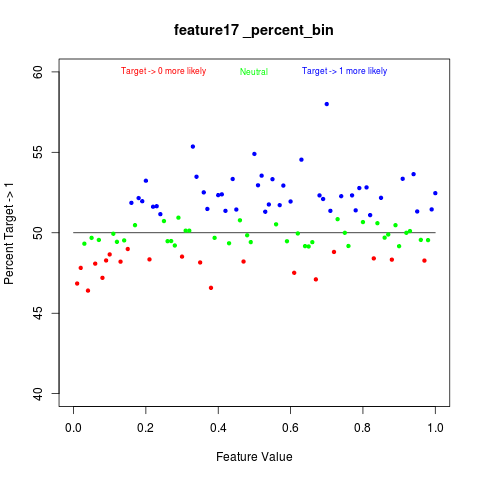 feature17 _percent_bin
Target -> 0 more likely
Neutral
Target -> 1 more likely
Percent Target -> 1
60
55
50
45
40
0.0
0.2
0.4
0.6
0.8
1.0
Feature Value